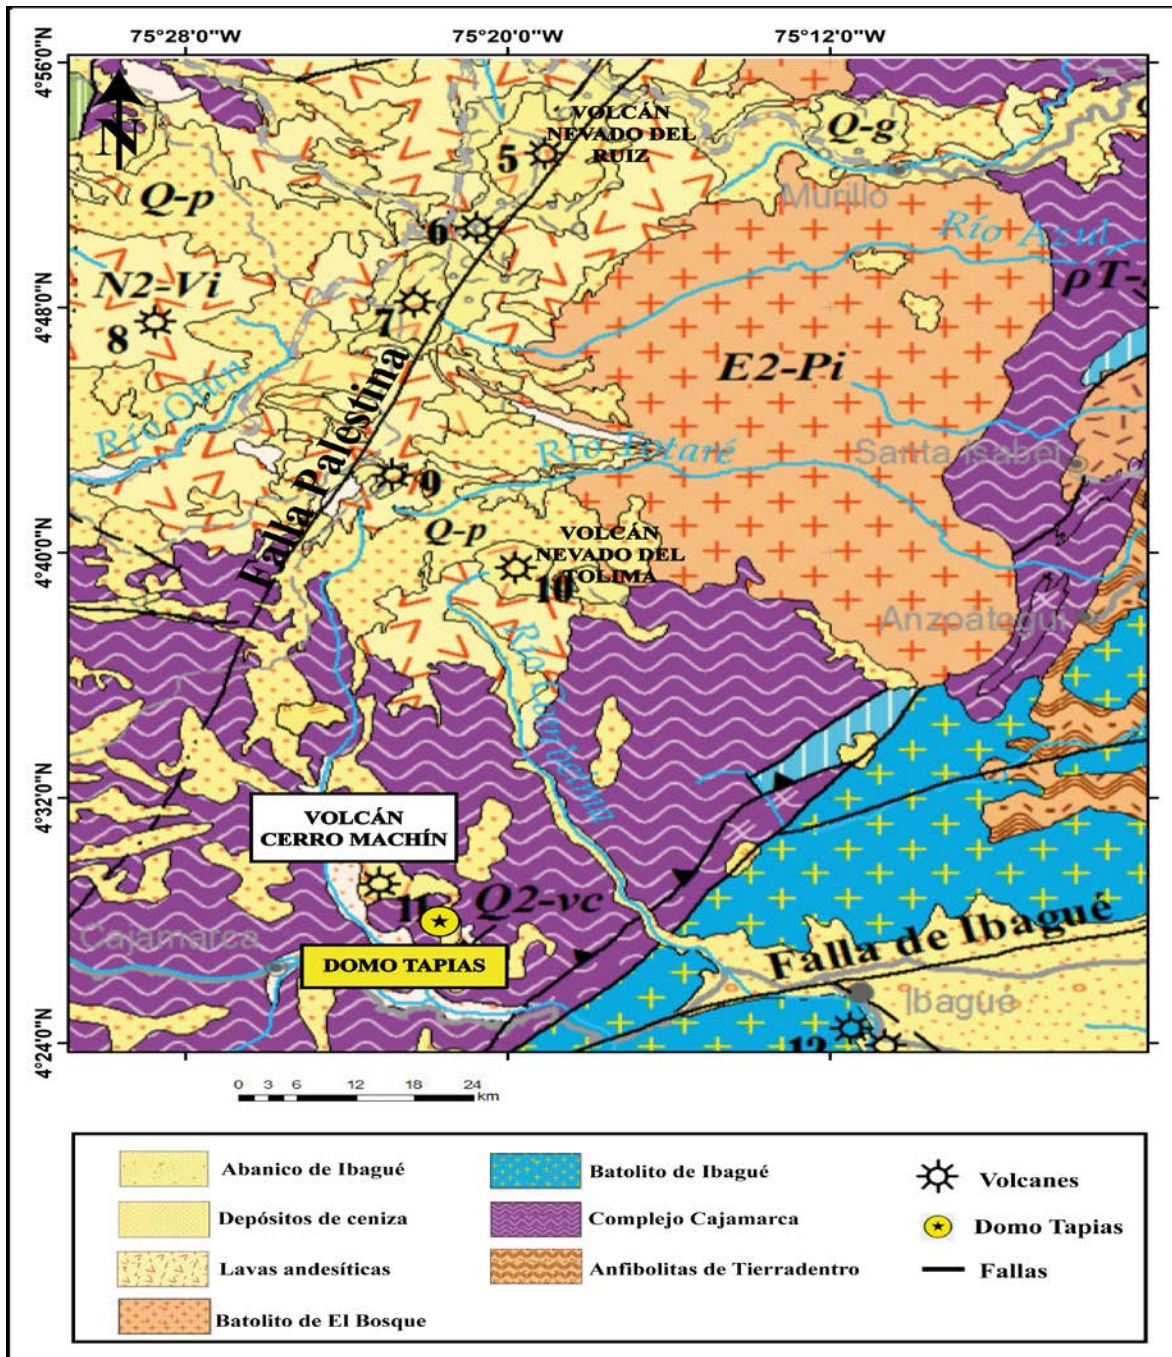 75°28'0"W
75°20'0"W
75°12'0"W
4°56'0"N
4°48'0"N
4°40'0"N
4°32'0"N
4°24'0"N
N
VOLCÁN
NEVADO DEL
RUIZ
5
Q-g
Murillo
Q-p
6
Río Azul
N2-Vi
ρT-
8
7
E2-Pi
Falla Palestina
Río Otún
Río Totaré
Santa Isabel
9
Q-p
VOLCÁN
NEVADO DEL
TOLIMA
10
Anzoátegui
Río Combeima
VOLCÁN
CERRO MACHÍN
11
Q2-vc
Cajamarca
DOMO TAPIAS
Falla de Ibagué
Ibagué
12
0 3 6 12 18 24
km
Abanico de Ibagué
Depósitos de ceniza
Lavas andesíticas
Batolito de El Bosque
Batolito de Ibagué
Complejo Cajamarca
Anfibolitas de Tierradentro
Volcanes
Domo Tapias
Fallas